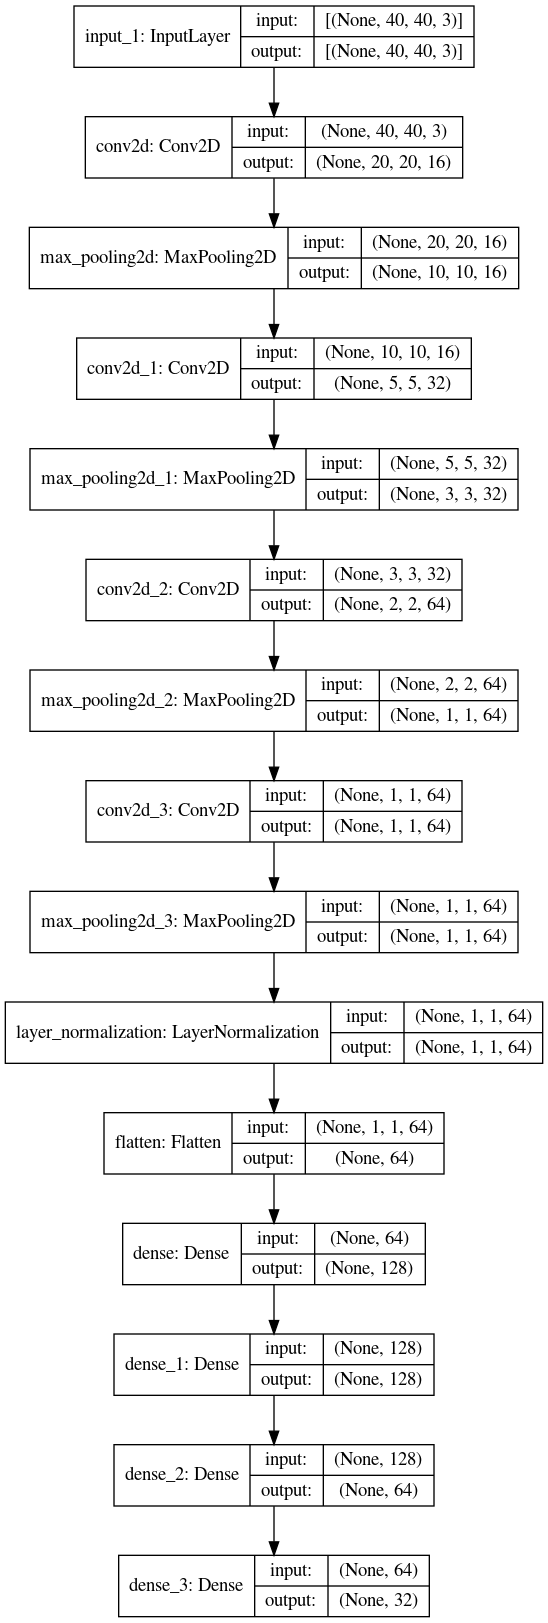 input_1: InputLayer
input: [(None, 40, 40, 3)]
output: [(None, 40, 40, 3)]
conv2d: Conv2D
input: (None, 40, 40, 3)
output: (None, 20, 20, 16)
max_pooling2d: MaxPooling2D
input: (None, 20, 20, 16)
output: (None, 10, 10, 16)
conv2d_1: Conv2D
input: (None, 10, 10, 16)
output: (None, 5, 5, 32)
max_pooling2d_1: MaxPooling2D
input: (None, 5, 5, 32)
output: (None, 3, 3, 32)
conv2d_2: Conv2D
input: (None, 3, 3, 32)
output: (None, 2, 2, 64)
max_pooling2d_2: MaxPooling2D
input: (None, 2, 2, 64)
output: (None, 1, 1, 64)
conv2d_3: Conv2D
input: (None, 1, 1, 64)
output: (None, 1, 1, 64)
max_pooling2d_3: MaxPooling2D
input: (None, 1, 1, 64)
output: (None, 1, 1, 64)
layer_normalization: LayerNormalization
input: (None, 1, 1, 64)
output: (None, 1, 1, 64)
flatten: Flatten
input: (None, 1, 1, 64)
output: (None, 64)
dense: Dense
input: (None, 64)
output: (None, 128)
dense_1: Dense
input: (None, 128)
output: (None, 128)
dense_2: Dense
input: (None, 128)
output: (None, 64)
dense_3: Dense
input: (None, 64)
output: (None, 32)